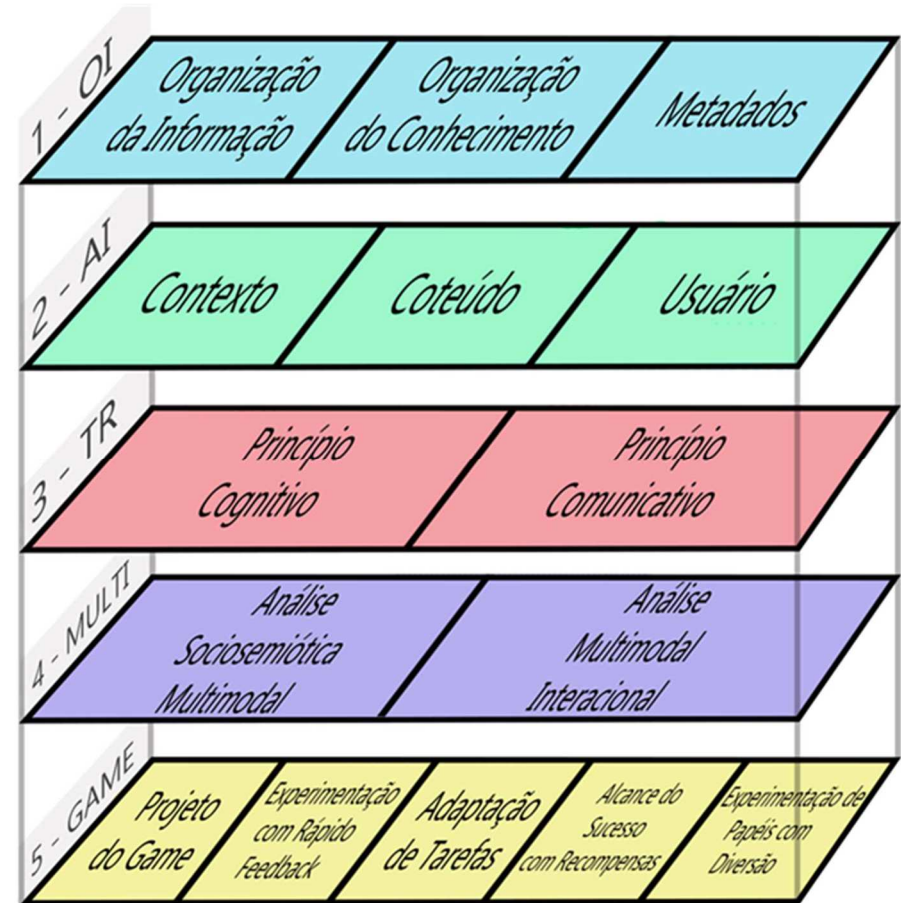 1 - OI
Organização
da Informação
Organização
do Conhecimento
Metadados
2 - AI
Contexto
Coteúdo
Usuário
3 - TR
Princípio
Cognitivo
Princípio
Comunicativo
4 - MULTI
Análise
Sociosemiótica
Multimodal
Análise
Multimodal
Interacional
5 - GAME
Projeto
do Game
Experimentação
com Rápido
Feedback
Adaptação
de Tarefas
Alcance do
Sucesso
com Recompensas
Experimentação de
Papéis com
Diversão